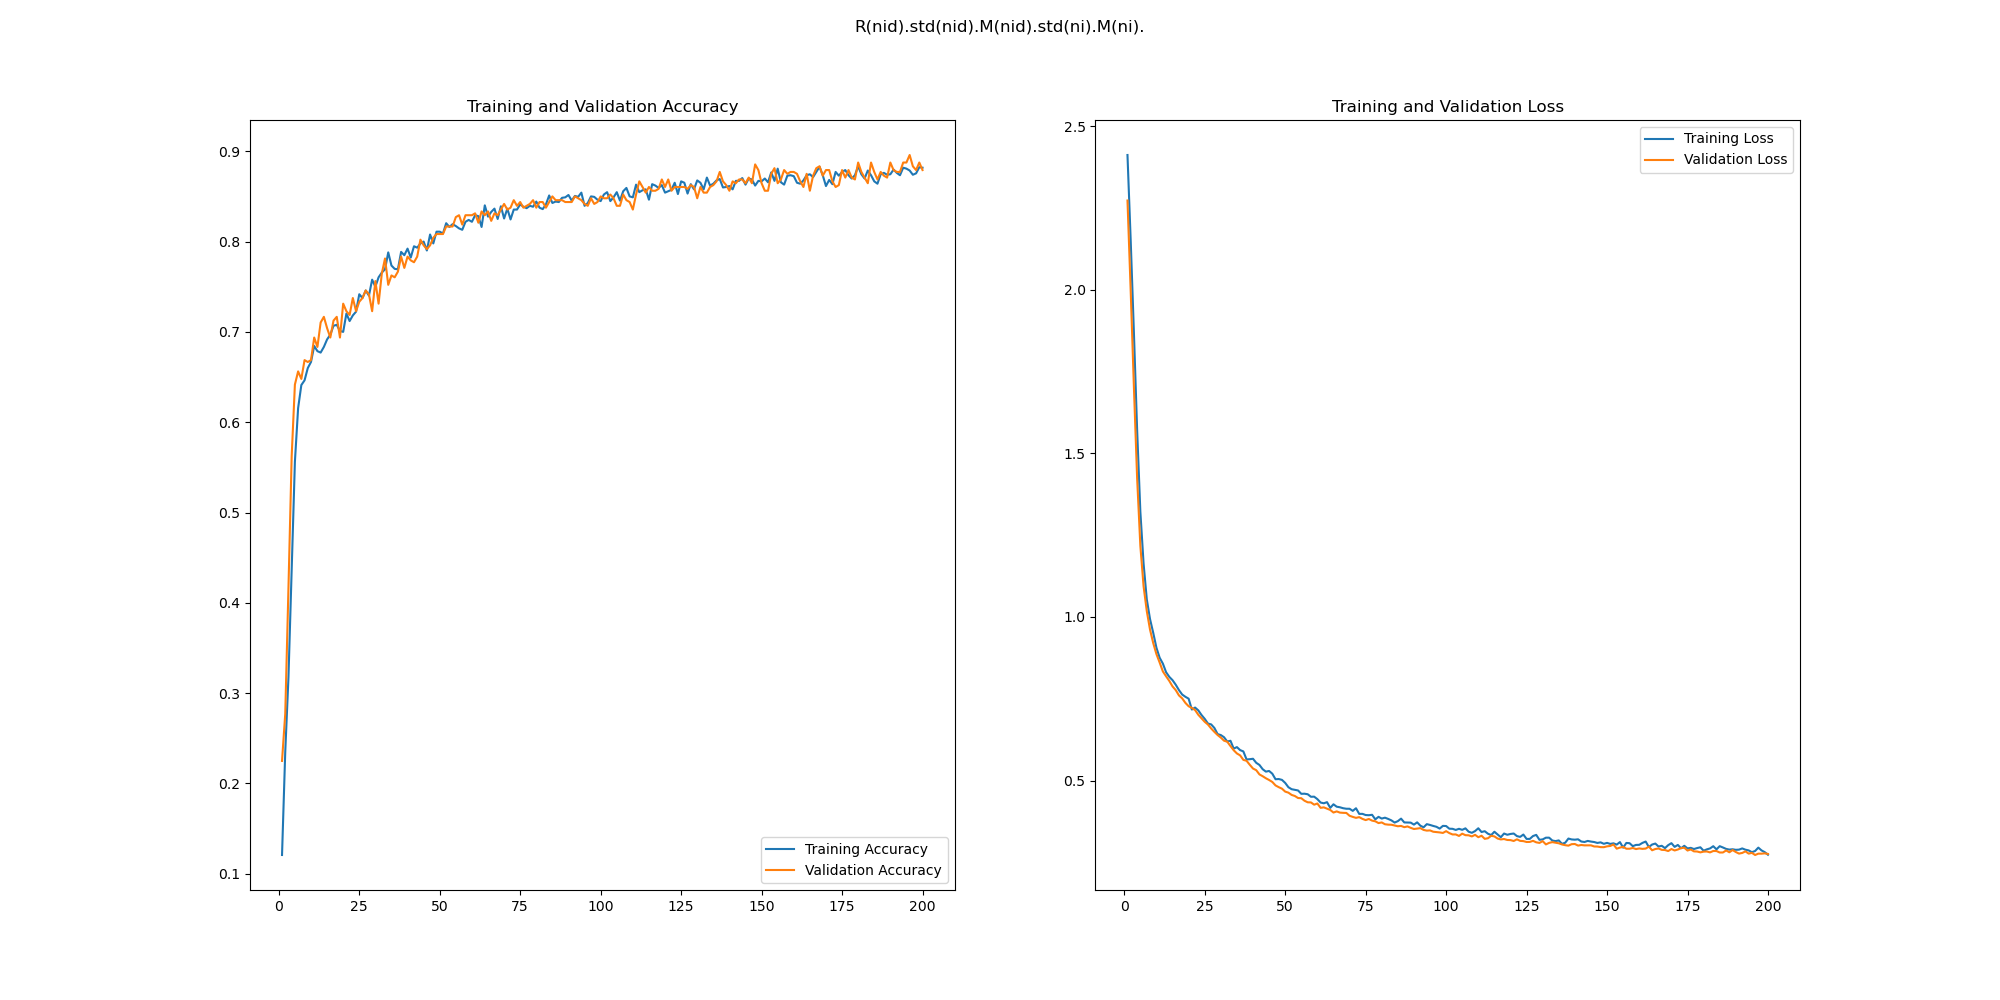 R(nid).std(nid).M(nid).std(ni).M(ni).
Training and Validation Accuracy
0.9
0.8
0.7
0.6
0.5
0.4
0.3
0.2
0.1
Training Accuracy
Validation Accuracy
0 25 50 75 100 125 150 175 200
Training and Validation Loss
2.5
2.0
1.5
1.0
0.5
Training Loss
Validation Loss
0 25 50 75 100 125 150 175 200